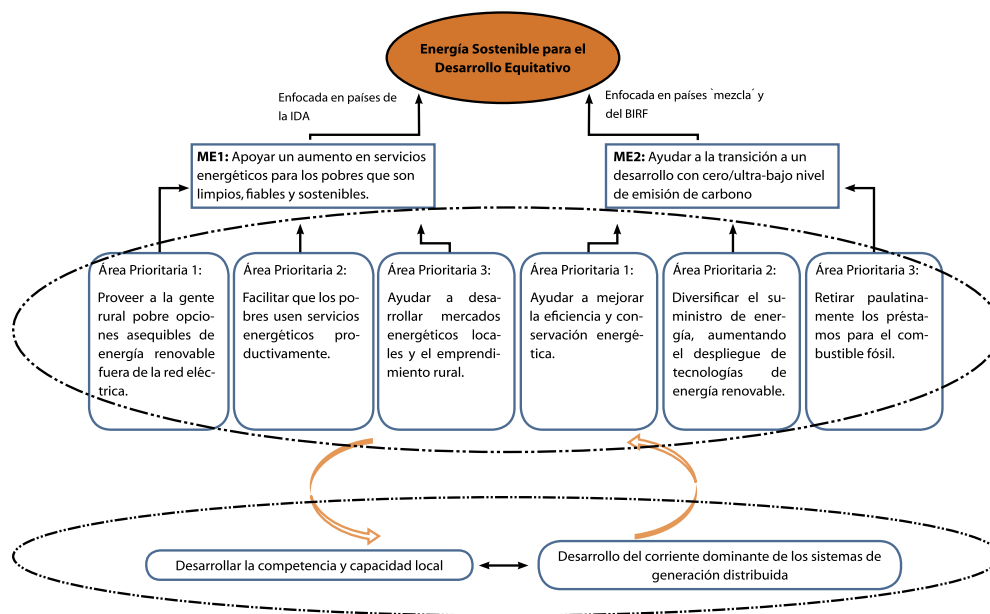 Energía Sostenible para el
Desarrollo Equitativo
Enfocada en países de
la IDA
Enfocada en países `mezcla´ y
del BIRF
ME1: Apoyar un aumento en servicios
energéticos para los pobres que son
limpios, fiables y sostenibles.
ME2: Ayudar a la transición a un
desarrollo con cero/ultra-bajo nivel
de emisión de carbono
Área Prioritaria 1:
Proveer a la gente
rural pobre opcio-
nes asequibles de
energía renovable
fuera de la red eléc-
trica.
Área Prioritaria 2:
Facilitar que los po-
bres usen servicios
energéticos pro-
ductivamente.
Área Prioritaria 3:
Ayudar a desa-
rrollar mercados
energéticos loca-
les y el emprendi-
miento rural.
Área Prioritaria 1:
Ayudar a mejorar
la eficiencia y con-
servación energé-
tica.
Área Prioritaria 2:
Diversificar el su-
ministro de ener-
gía, aumentando
el despliegue de
tecnologías de
energía renovable.
Área Prioritaria 3:
Retirar paulatina-
mente los présta-
mos para el com-
bustible fósil.
Desarrollar la competencia y capacidad local
Desarrollo del corriente dominante de los sistemas de
generación distribuida